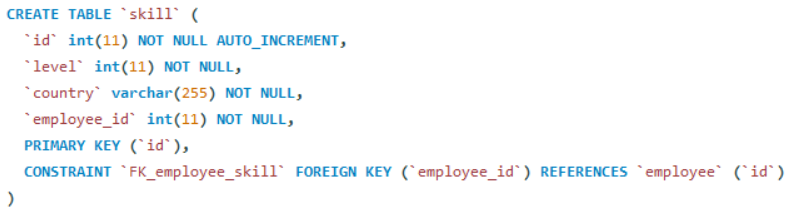 CREATE TABLE `skill` (
  `id` int(11) NOT NULL AUTO_INCREMENT,
  `level` int(11) NOT NULL,
  `country` varchar(255) NOT NULL,
  `employee_id` int(11) NOT NULL,
  PRIMARY KEY (`id`),
  CONSTRAINT `FK_employee_skill` FOREIGN KEY (`employee_id`) REFERENCES `employee` (`id`)
)